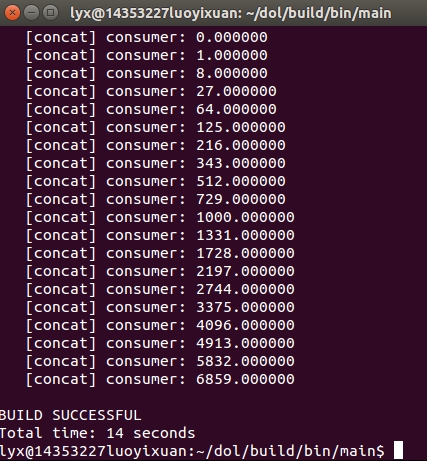 lyx@14353227luoyixuan: ~/dol/build/bin/main
[concat] consumer: 0.000000
[concat] consumer: 1.000000
[concat] consumer: 8.000000
[concat] consumer: 27.000000
[concat] consumer: 64.000000
[concat] consumer: 125.000000
[concat] consumer: 216.000000
[concat] consumer: 343.000000
[concat] consumer: 512.000000
[concat] consumer: 729.000000
[concat] consumer: 1000.000000
[concat] consumer: 1331.000000
[concat] consumer: 1728.000000
[concat] consumer: 2197.000000
[concat] consumer: 2744.000000
[concat] consumer: 3375.000000
[concat] consumer: 4096.000000
[concat] consumer: 4913.000000
[concat] consumer: 5832.000000
[concat] consumer: 6859.000000
BUILD SUCCESSFUL
Total time: 14 seconds
lyx@14353227luoyixuan:~/dol/build/bin/main$